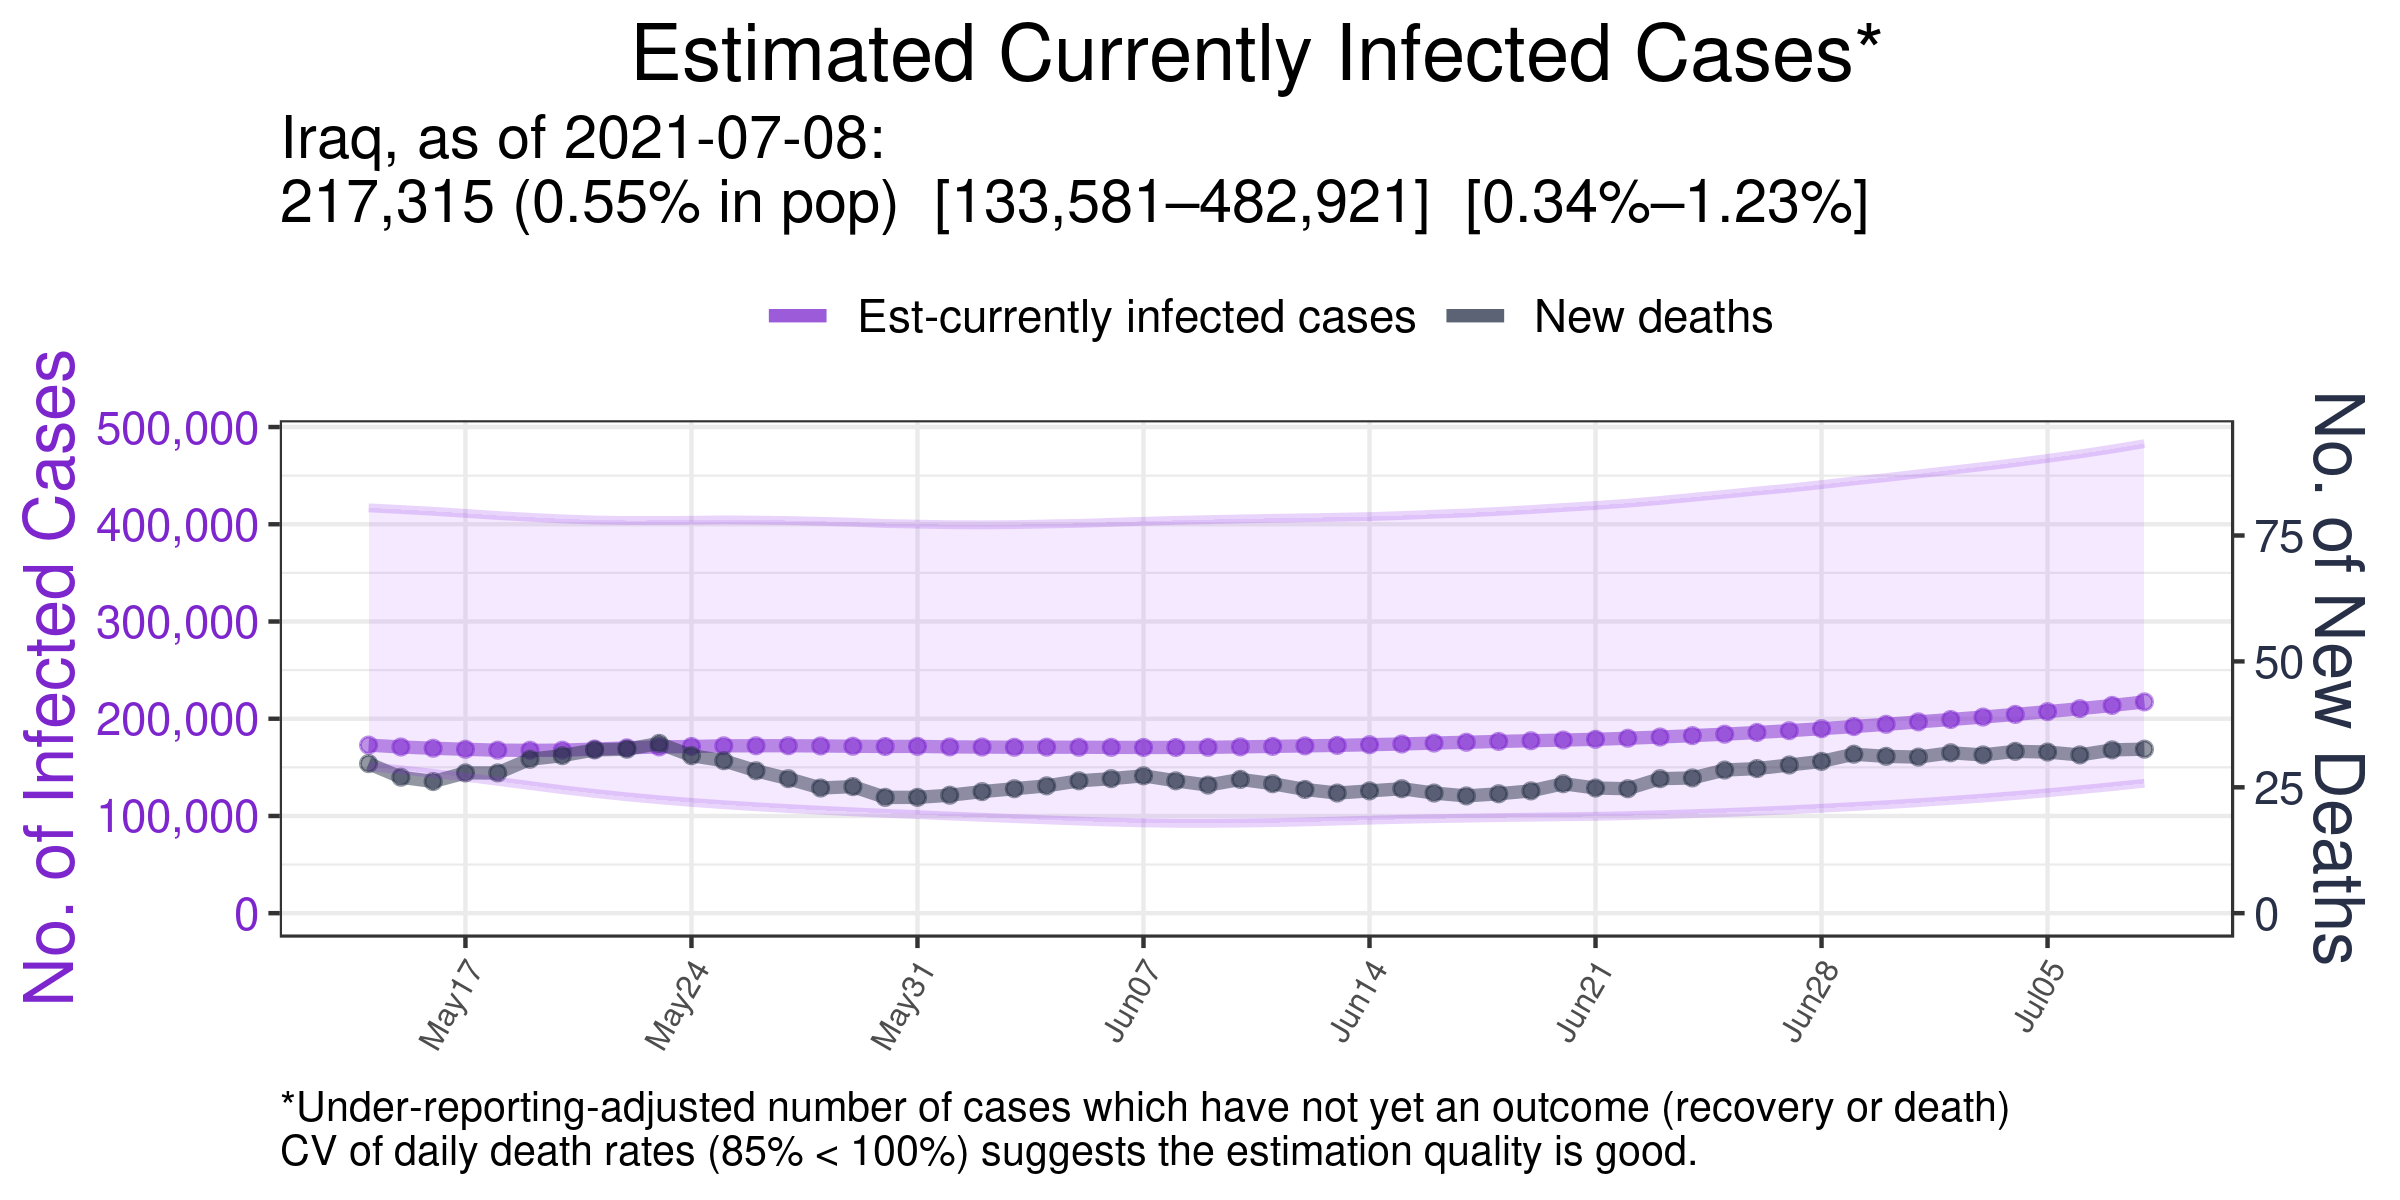 Estimated Currently Infected Cases*
Iraq, as of 2021-07-08:
217,315 (0.55% in pop) [133,581–482,921] [0.34%–1.23%]
Est-currently infected cases New deaths
No. of Infected Cases
500,000
400,000
300,000
200,000
100,000
0
No. of New Deaths
75
50
25
0
May17 May24 May31 Jun07 Jun14 Jun21 Jun28 Jul05
*Under-reporting-adjusted number of cases which have not yet an outcome (recovery or death)
CV of daily death rates (85% < 100%) suggests the estimation quality is good.